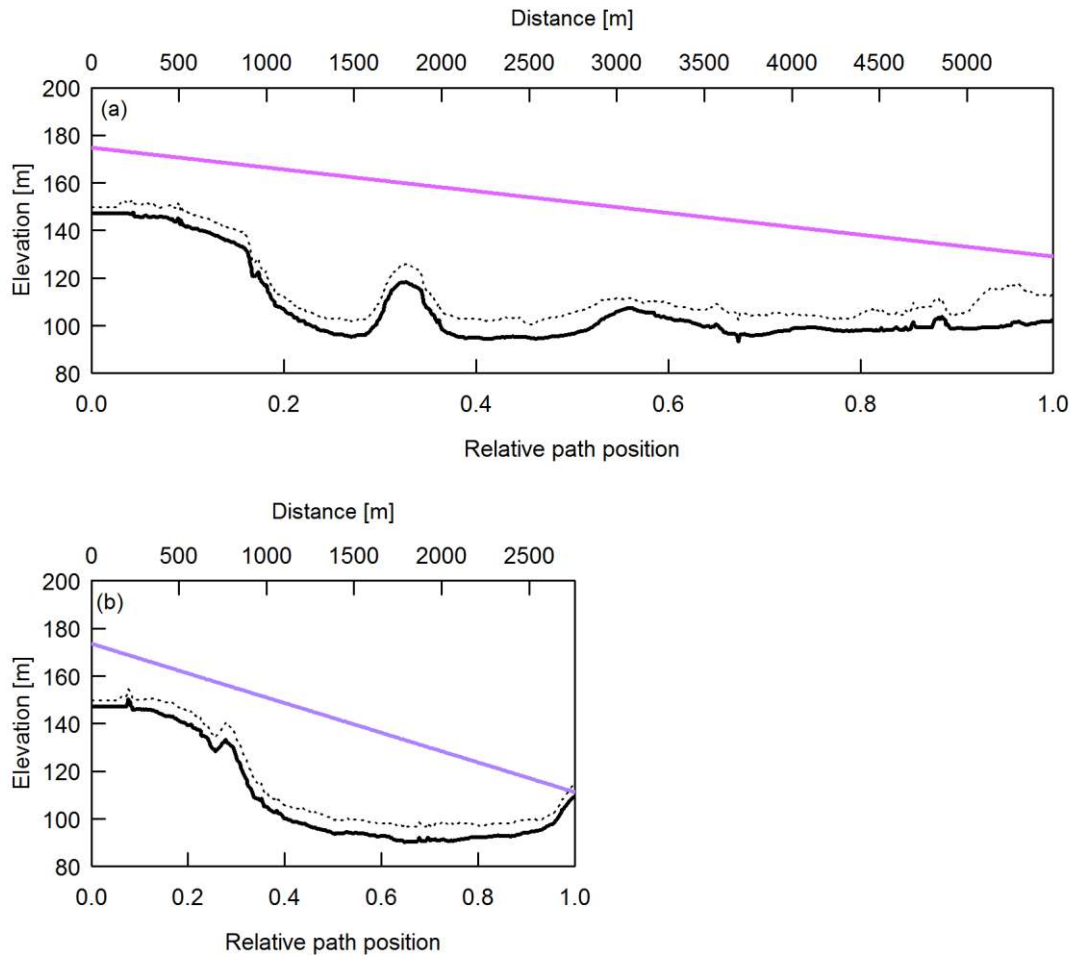 Distance [m]
0 500 1000 1500 2000 2500 3000 3500 4000 4500 5000
200
(a)
180
160
140
120
100
80
Elevation [m]
0.0 0.2 0.4 0.6 0.8 1.0
Relative path position
Distance [m]
0 500 1000 1500 2000 2500
200
(b)
180
160
140
120
100
80
Elevation [m]
0.0 0.2 0.4 0.6 0.8 1.0
Relative path position